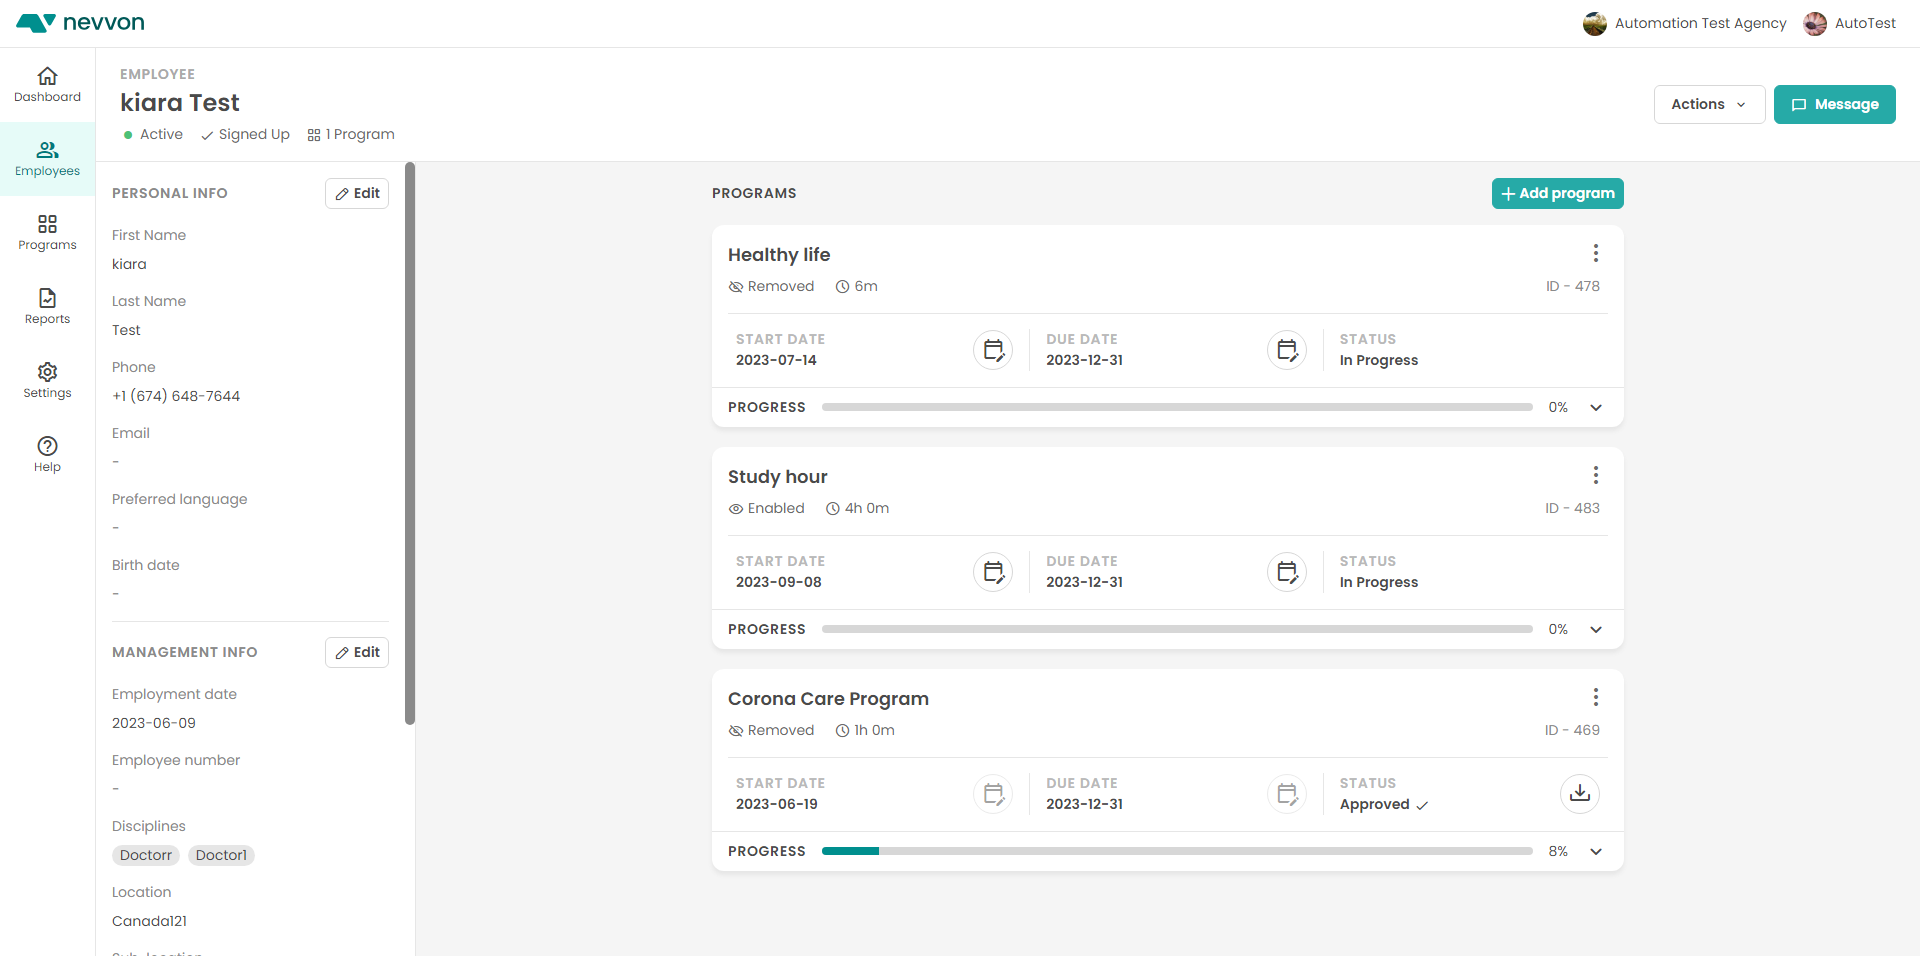 nevvon
Automation Test Agency
AutoTest
Dashboard
Employees
Programs
Reports
Settings
Help
EMPLOYEE
kiara Test
Active
Signed Up
1 Program
Actions
Message
PERSONAL INFO
Edit
First Name
kiara
Last Name
Test
Phone
+1 (674) 648-7644
Email
-
Preferred language
-
Birth date
-
MANAGEMENT INFO
Edit
Employment date
2023-06-09
Employee number
-
Disciplines
Doctorr
Doctor1
Location
Canada121
PROGRAMS
Add program
Healthy life
Removed
6m
ID - 478
START DATE
2023-07-14
DUE DATE
2023-12-31
STATUS
In Progress
PROGRESS
0%
Study hour
Enabled
4h 0m
ID - 483
START DATE
2023-09-08
DUE DATE
2023-12-31
STATUS
In Progress
PROGRESS
0%
Corona Care Program
Removed
1h 0m
ID - 469
START DATE
2023-06-19
DUE DATE
2023-12-31
STATUS
Approved
PROGRESS
8%